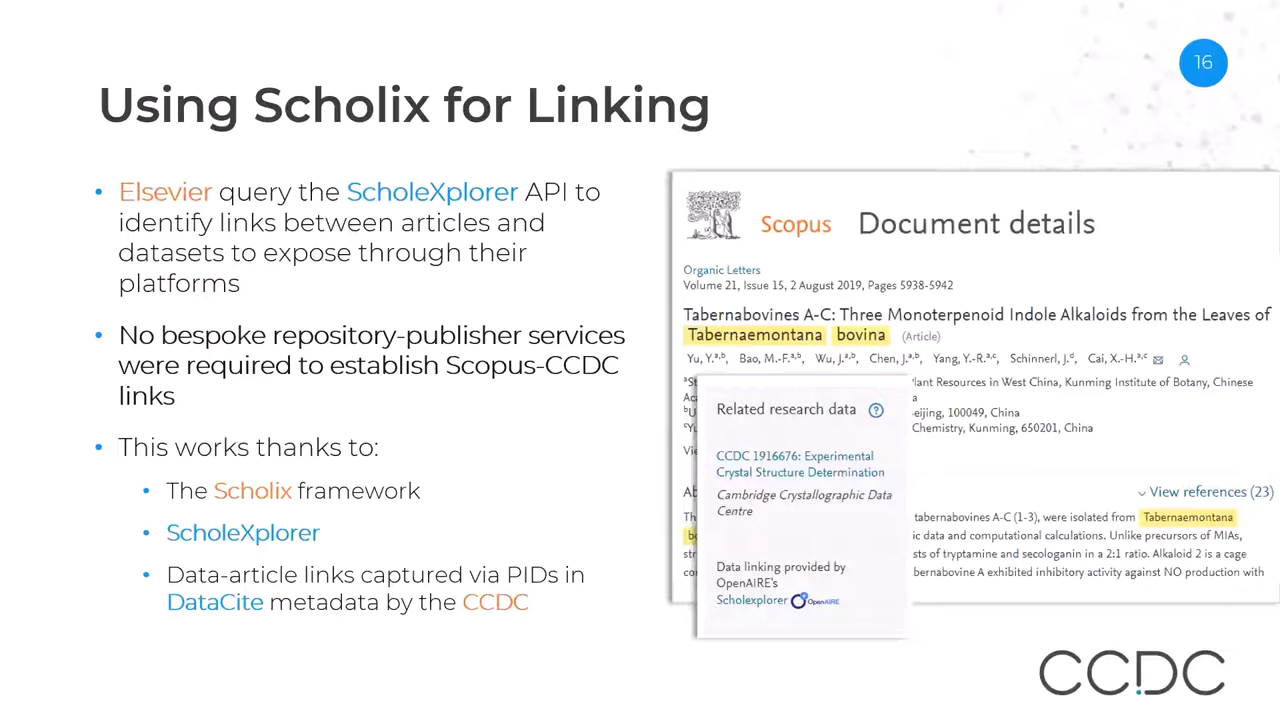 16
Using Scholix for Linking
• Elsevier query the ScholeXplorer API to
identify links between articles and
datasets to expose through their
platforms
• No bespoke repository-publisher services
were required to establish Scopus-CCDC
links
• This works thanks to:
• The Scholix framework
• ScholeXplorer
• Data-article links captured via PIDs in
DataCite metadata by the CCDC
Scopus Document details
Organic Letters
Volume 21, Issue 15, 2 August 2019, Pages 5938-5942
Tabernabovines A-C: Three Monoterpenoid Indole Alkaloids from the Leaves of
Tabernaemontana bovina (Article)
Yu, Y.a,b, Bao, M.-F.a,b, Wu, J.a,b, Chen, J.a,b, Yang, Y.-R.a,c, Schinnerl, J.d, Cai, X.-H.a,c
Plant Resources in West China, Kunming Institute of Botany, Chinese
Beijing, 100049, China
Chemistry, Kunming, 650201, China
View references (23)
tabernabovines A-C (1-3), were isolated from Tabernaemontana
ic data and computational calculations. Unlike precursors of MIAs,
sts of tryptamine and secologanin in a 2:1 ratio. Alkaloid 2 is a cage
bernabovine A exhibited inhibitory activity against NO production with
Related research data ?
CCDC 1916676: Experimental
Crystal Structure Determination
Cambridge Crystallographic Data
Centre
Data linking provided by
OpenAIRE's
Scholexplorer OpenAIRE
CCDC